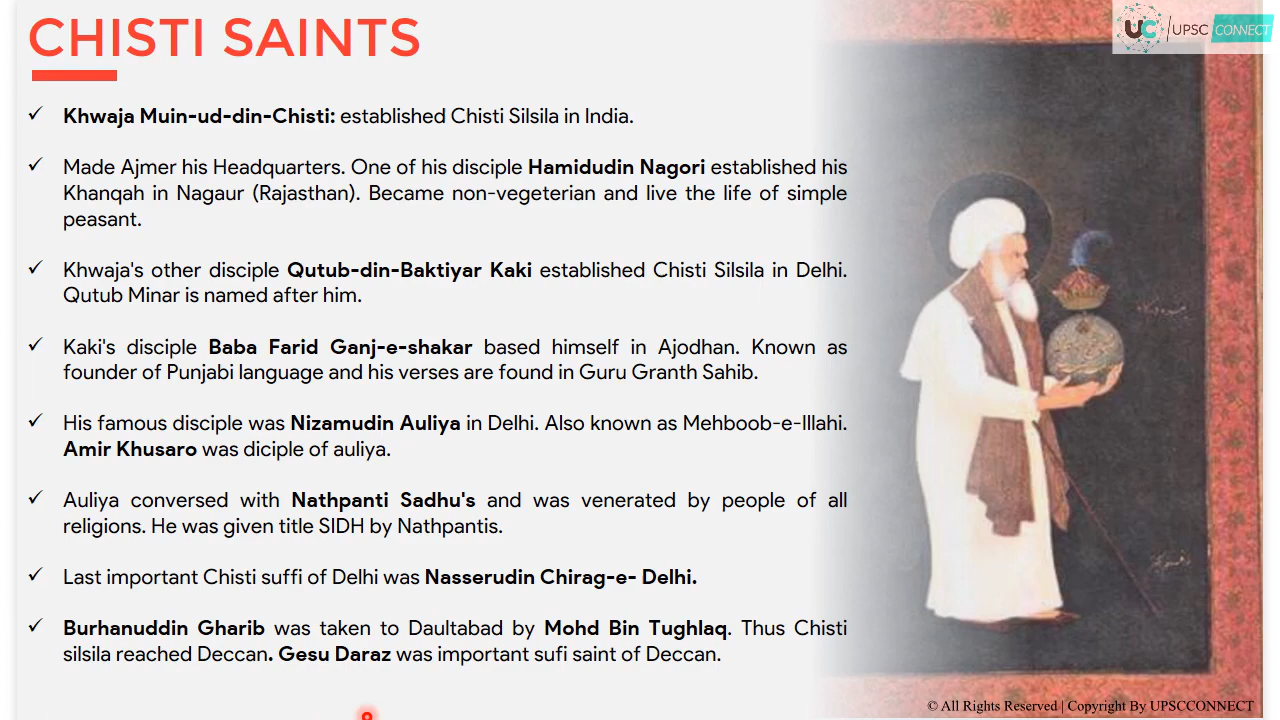 CHISTI SAINTS
UC | UPSC CONNECT
✓ Khwaja Muin-ud-din-Chisti: established Chisti Silsila in India.
✓ Made Ajmer his Headquarters. One of his disciple Hamidudin Nagori established his
Khanqah in Nagaur (Rajasthan). Became non-vegeterian and live the life of simple
peasant.
✓ Khwaja's other disciple Qutub-din-Baktiyar Kaki established Chisti Silsila in Delhi.
Qutub Minar is named after him.
✓ Kaki's disciple Baba Farid Ganj-e-shakar based himself in Ajodhan. Known as
founder of Punjabi language and his verses are found in Guru Granth Sahib.
✓ His famous disciple was Nizamudin Auliya in Delhi. Also known as Mehboob-e-Illahi.
Amir Khusaro was diciple of auliya.
✓ Auliya conversed with Nathpanti Sadhu's and was venerated by people of all
religions. He was given title SIDH by Nathpantis.
✓ Last important Chisti suffi of Delhi was Nasserudin Chirag-e- Delhi.
✓ Burhanuddin Gharib was taken to Daultabad by Mohd Bin Tughlaq. Thus Chisti
silsila reached Deccan. Gesu Daraz was important sufi saint of Deccan.
© All Rights Reserved | Copyright By UPSCCONNECT